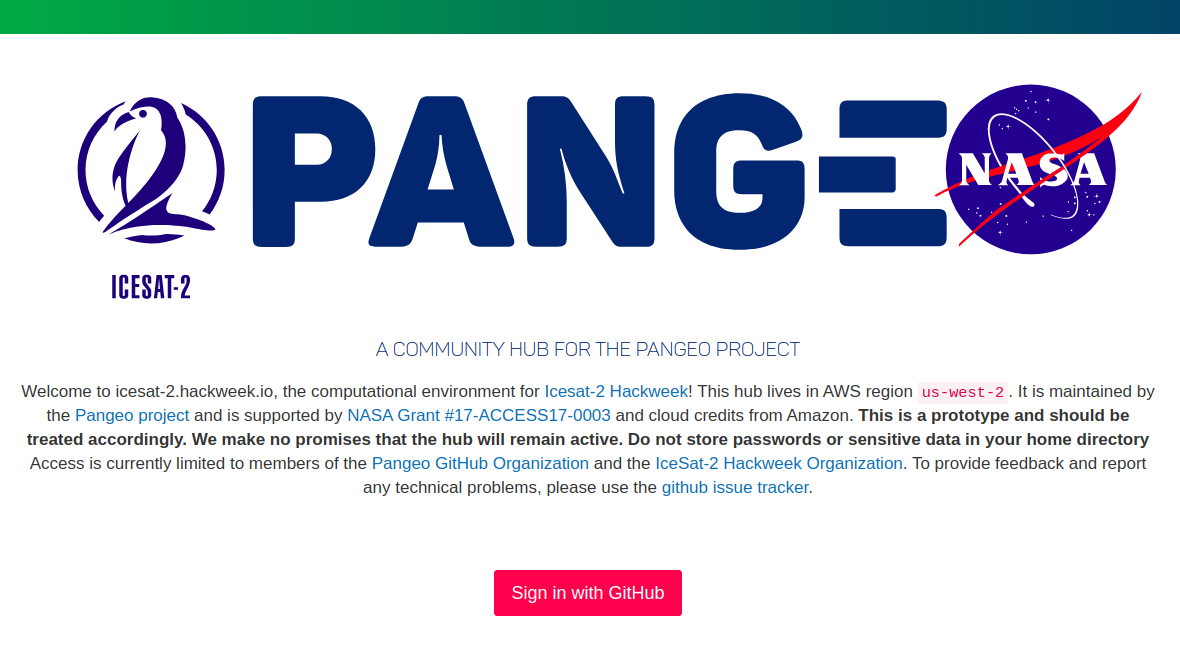 PANGE
NASA
ICESAT-2
A COMMUNITY HUB FOR THE PANGEO PROJECT
Welcome to icesat-2.hackweek.io, the computational environment for Icesat-2 Hackweek! This hub lives in AWS region us-west-2. It is maintained by
the Pangeo project and is supported by NASA Grant #17-ACCESS17-0003 and cloud credits from Amazon. This is a prototype and should be
treated accordingly. We make no promises that the hub will remain active. Do not store passwords or sensitive data in your home directory
Access is currently limited to members of the Pangeo GitHub Organization and the IceSat-2 Hackweek Organization. To provide feedback and report
any technical problems, please use the github issue tracker.
Sign in with GitHub